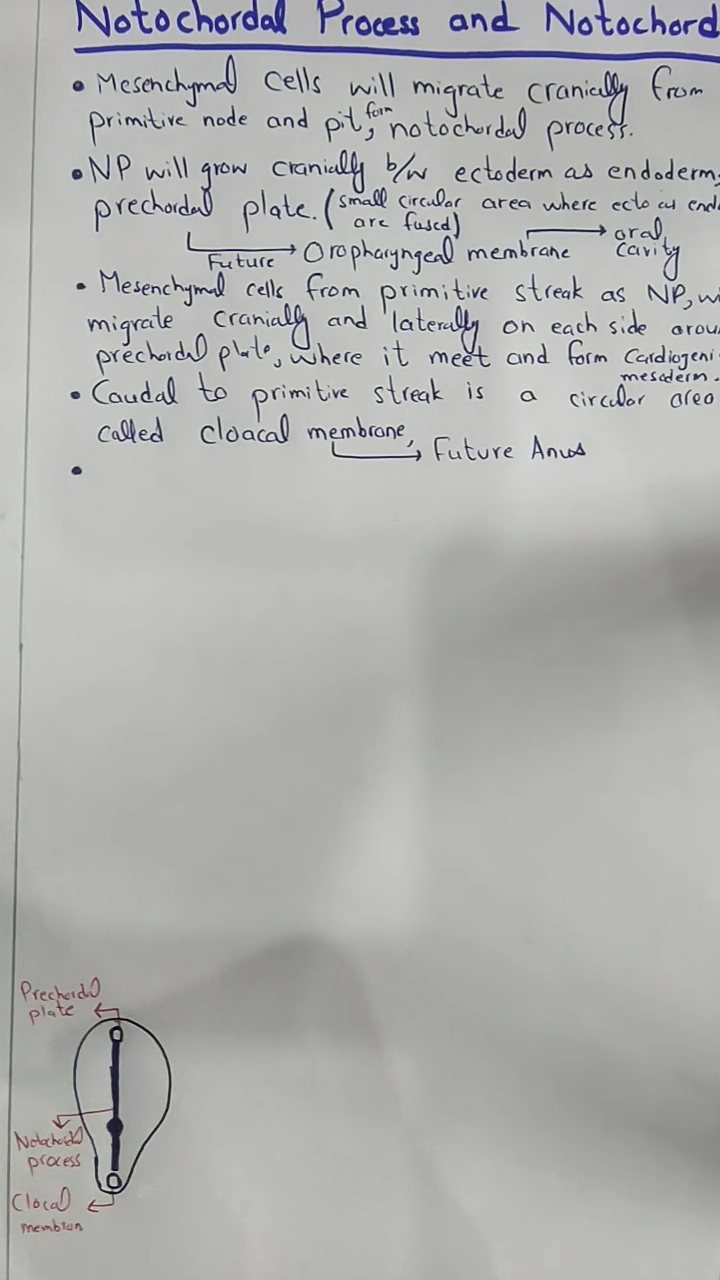 Notochordal Process and Notochord
• Mesenchymal cells will migrate cranially from
primitive node and pit, form notochordal process.
• NP will grow cranially b/w ectoderm as endoderm,
prechordal plate. (small circular area where ecto as end
are fused)
Future → Oropharyngeal membrane → oral cavity
• Mesenchymal cells from primitive streak as NP, wi
migrate cranially and laterally on each side arou
prechordal plate, where it meet and form Cardiogeni
mesoderm.
• Caudal to primitive streak is a circular area
called cloacal membrane,
→ Future Anus
•
Prechordal
plate
Notochordal
process
Clocal
membran